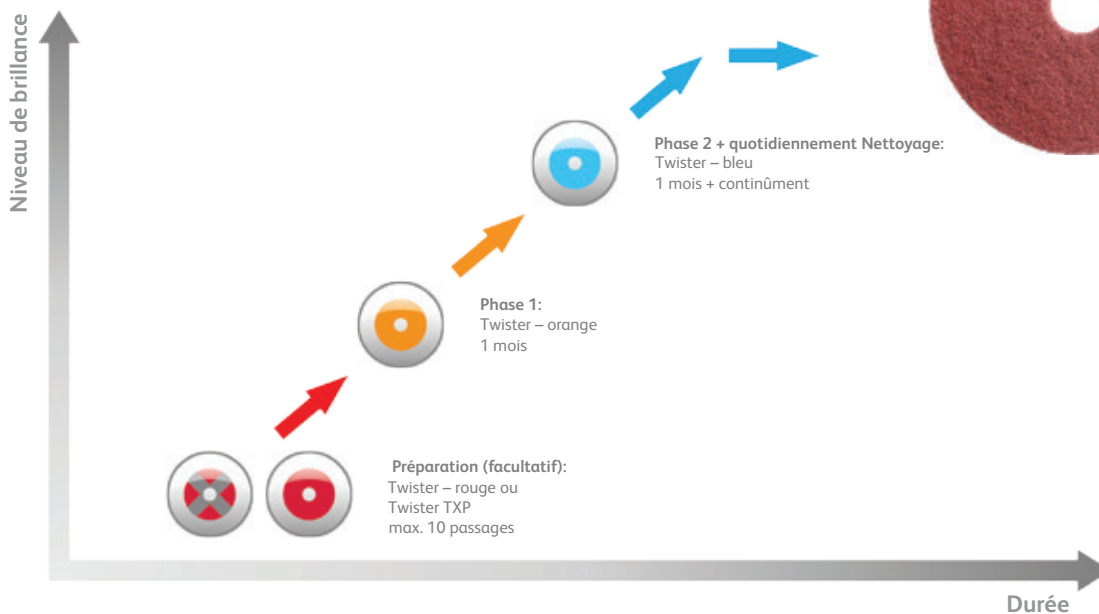 Niveau de brillance
Phase 2 + quotidiennement Nettoyage:
Twister – bleu
1 mois + continûment
Phase 1:
Twister – orange
1 mois
Préparation (facultatif):
Twister – rouge ou
Twister TXP
max. 10 passages
Durée